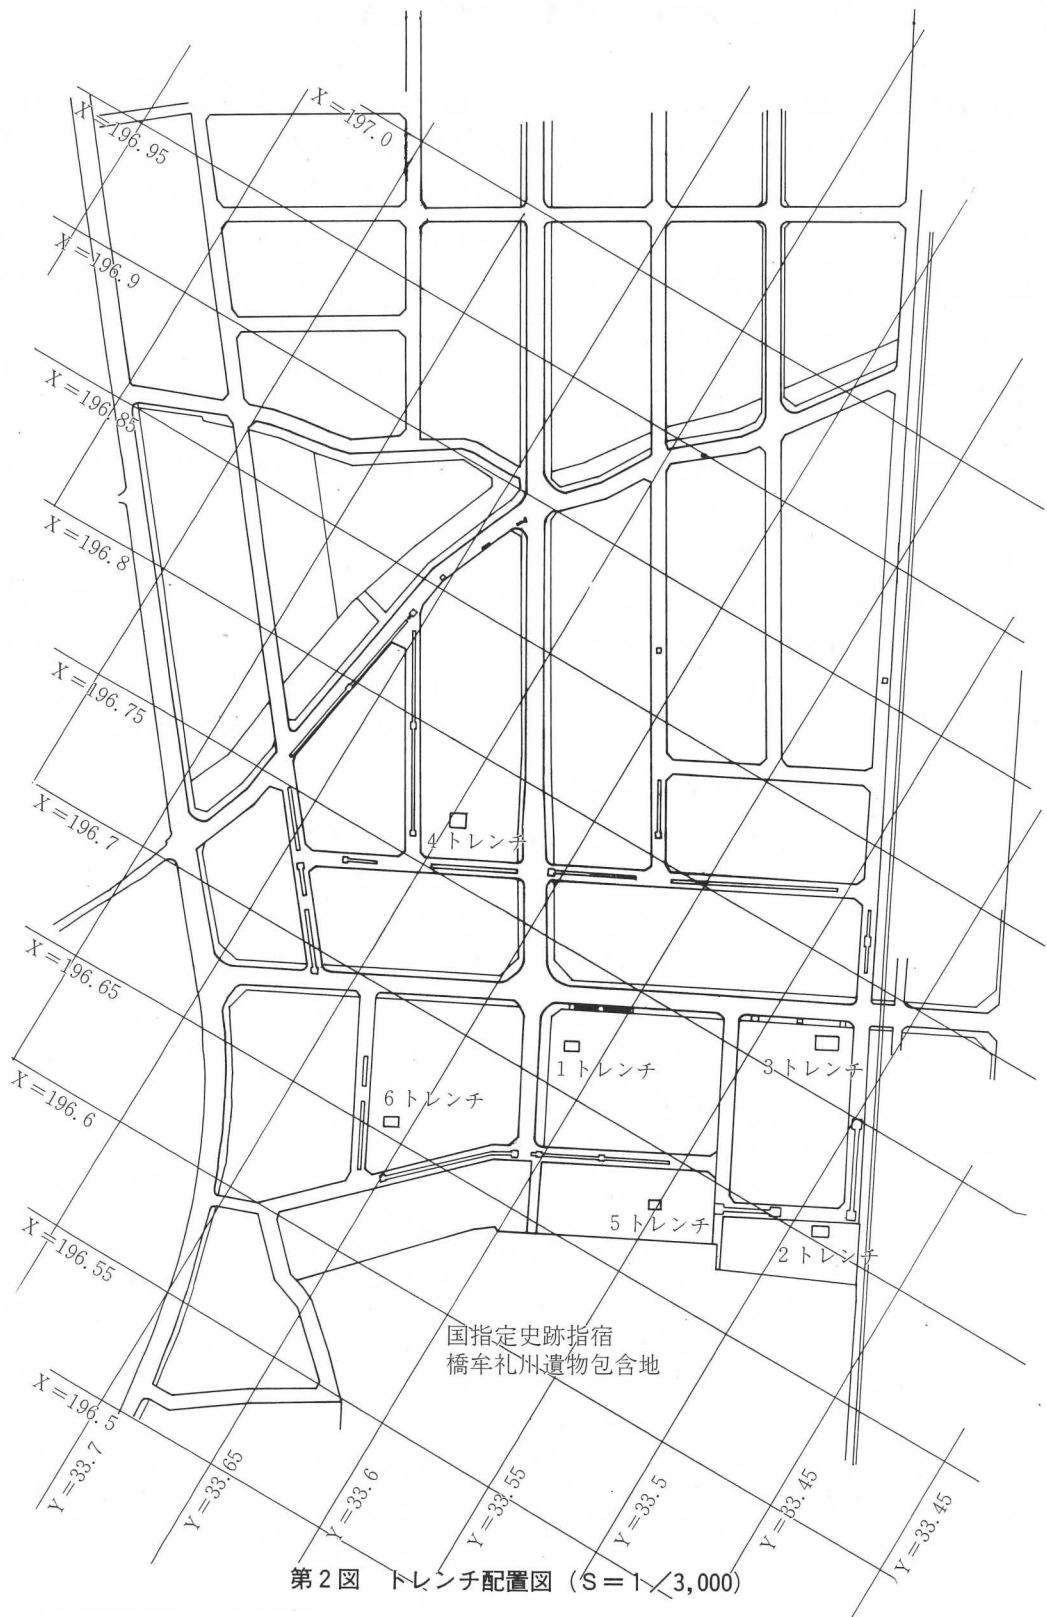 X=196.95
X=197.0
X=196.9
X=196.85
X=196.8
X=196.75
X=196.7
4トレンチ
X=196.65
1トレンチ
3トレンチ
X=196.6
6トレンチ
5トレンチ
2トレンチ
X=196.55
国指定史跡指宿
橋牟礼川遺物包含地
X=196.5
Y=33.7
Y=33.65
Y=33.6
Y=33.55
Y=33.5
Y=33.45
Y=33.45
第2図 トレンチ配置図(S=1/3,000)